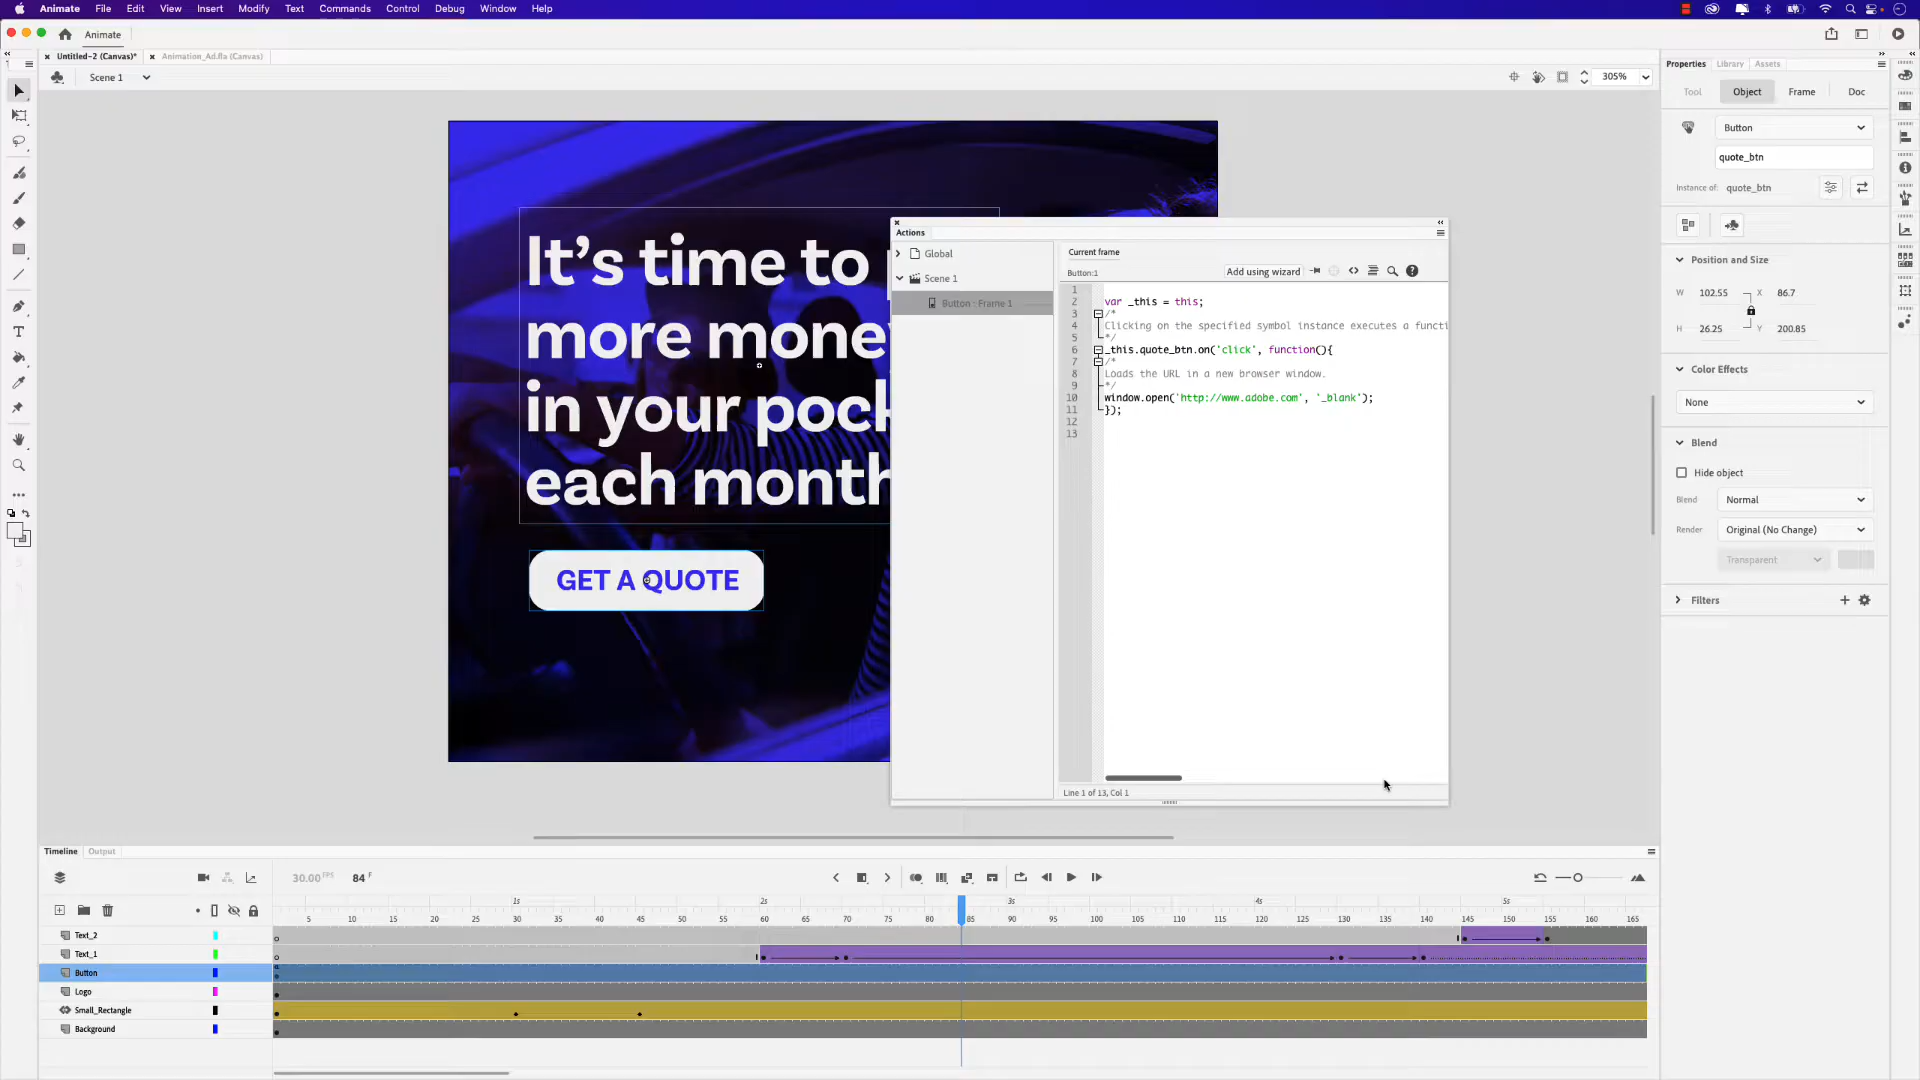 Animate File Edit View Insert Modify Text Commands Control Debug Window Help
Animate
Untitled-2 (Canvas)* Animation_Ad.fla (Canvas)
Scene 1
305%
Properties Library Assets
Tool Object Frame Doc
Button
quote_btn
Instance of: quote_btn
Position and Size
W 102.55 X 86.7
H 26.25 Y 200.85
Color Effects
None
Blend
Hide object
Blend Normal
Render Original (No Change)
Transparent
Filters
It's time to
more mone
in your pock
each month
GET A QUOTE
Actions
Global
Scene 1
Button : Frame 1
Current frame
Button:1
Add using wizard
1
2 var _this = this;
3 /*
4 Clicking on the specified symbol instance executes a functi
5 */
6 _this.quote_btn.on('click', function(){
7 /*
8 Loads the URL in a new browser window.
9 */
10 window.open('http://www.adobe.com', '_blank');
11 });
12
13
Line 1 of 13, Col 1
Timeline Output
30.00 FPS 84 F
1s 2s 3s 4s 5s
5 10 15 20 25 30 35 40 45 50 55 60 65 70 75 80 85 90 95 100 105 110 115 120 125 130 135 140 145 150 155 160 165
Text_2
Text_1
Button
Logo
Small_Rectangle
Background